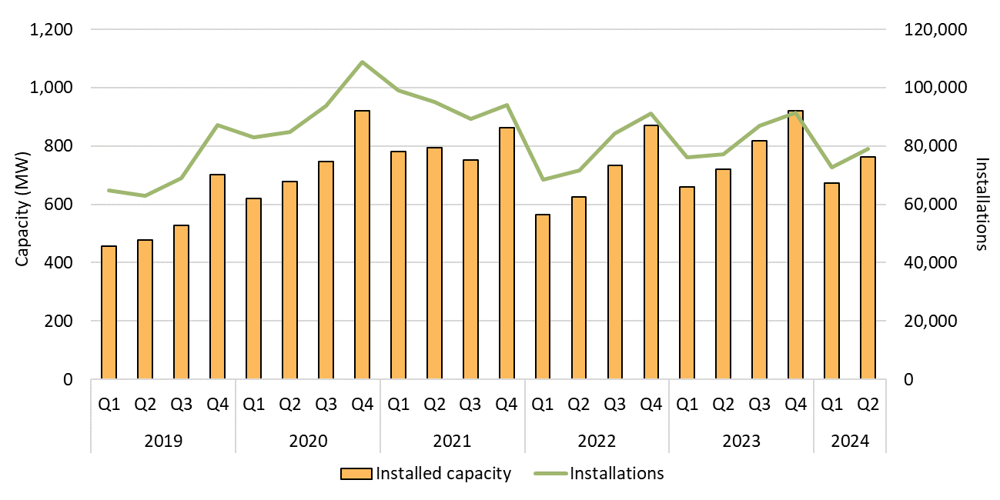 1,200
1,000
800
600
400
200
0
Capacity (MW)
120,000
100,000
80,000
60,000
40,000
20,000
0
Installations
Q1 Q2 Q3 Q4 Q1 Q2 Q3 Q4 Q1 Q2 Q3 Q4 Q1 Q2 Q3 Q4 Q1 Q2 Q3 Q4 Q1 Q2
2019 2020 2021 2022 2023 2024
Installed capacity Installations